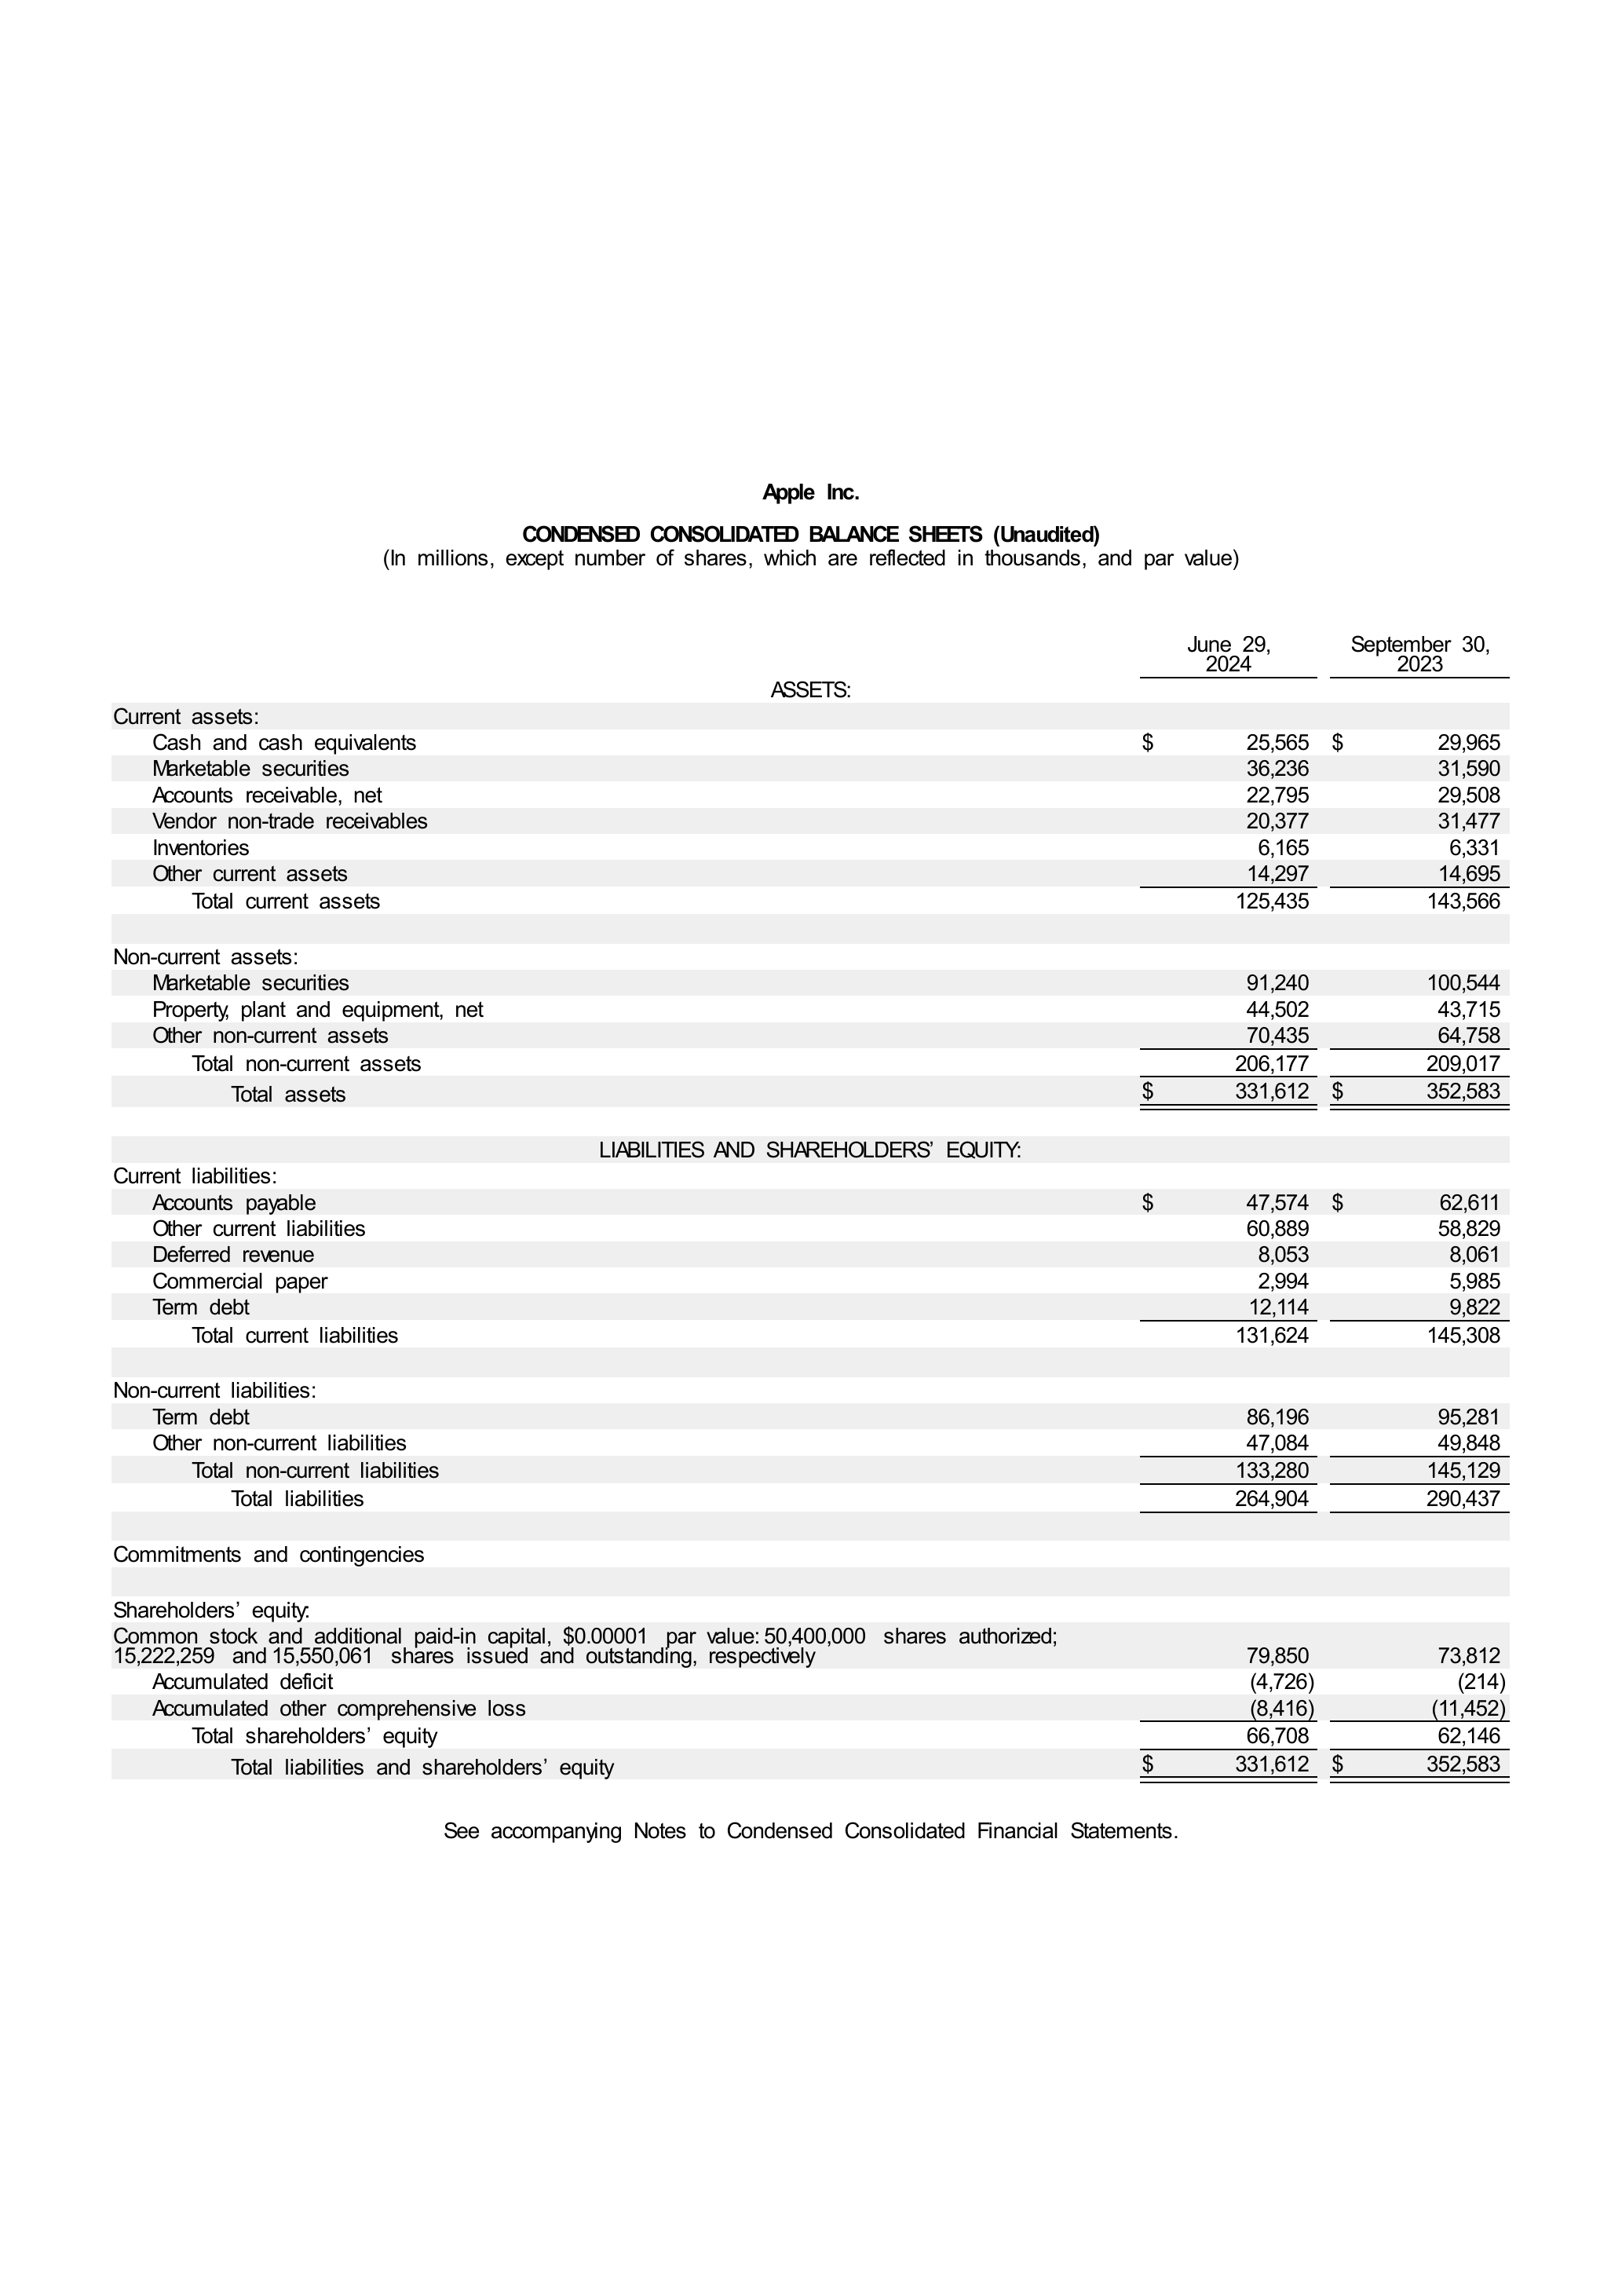 Apple Inc.
CONDENSED CONSOLIDATED BALANCE SHEETS (Unaudited)
(In millions, except number of shares, which are reflected in thousands, and par value)
June 29, 2024 September 30, 2023
ASSETS:
Current assets:
Cash and cash equivalents $ 25,565 $ 29,965
Marketable securities 36,236 31,590
Accounts receivable, net 22,795 29,508
Vendor non-trade receivables 20,377 31,477
Inventories 6,165 6,331
Other current assets 14,297 14,695
Total current assets 125,435 143,566
Non-current assets:
Marketable securities 91,240 100,544
Property, plant and equipment, net 44,502 43,715
Other non-current assets 70,435 64,758
Total non-current assets 206,177 209,017
Total assets $ 331,612 $ 352,583
LIABILITIES AND SHAREHOLDERS’ EQUITY:
Current liabilities:
Accounts payable $ 47,574 $ 62,611
Other current liabilities 60,889 58,829
Deferred revenue 8,053 8,061
Commercial paper 2,994 5,985
Term debt 12,114 9,822
Total current liabilities 131,624 145,308
Non-current liabilities:
Term debt 86,196 95,281
Other non-current liabilities 47,084 49,848
Total non-current liabilities 133,280 145,129
Total liabilities 264,904 290,437
Commitments and contingencies
Shareholders’ equity:
Common stock and additional paid-in capital, $0.00001 par value: 50,400,000 shares authorized;
15,222,259 and 15,550,061 shares issued and outstanding, respectively 79,850 73,812
Accumulated deficit (4,726) (214)
Accumulated other comprehensive loss (8,416) (11,452)
Total shareholders’ equity 66,708 62,146
Total liabilities and shareholders’ equity $ 331,612 $ 352,583
See accompanying Notes to Condensed Consolidated Financial Statements.